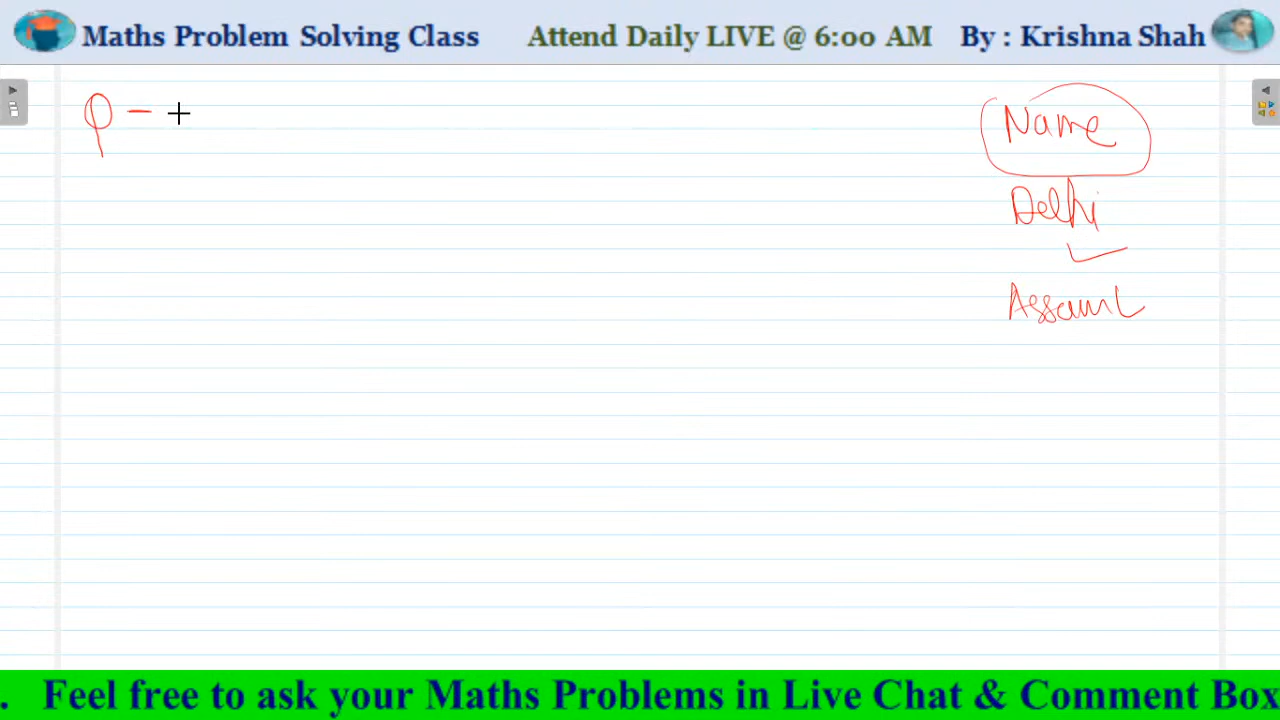 Maths Problem Solving Class Attend Daily LIVE @ 6:00 AM By : Krishna Shah
Q -
Name
Delhi
Assam
. Feel free to ask your Maths Problems in Live Chat & Comment Box